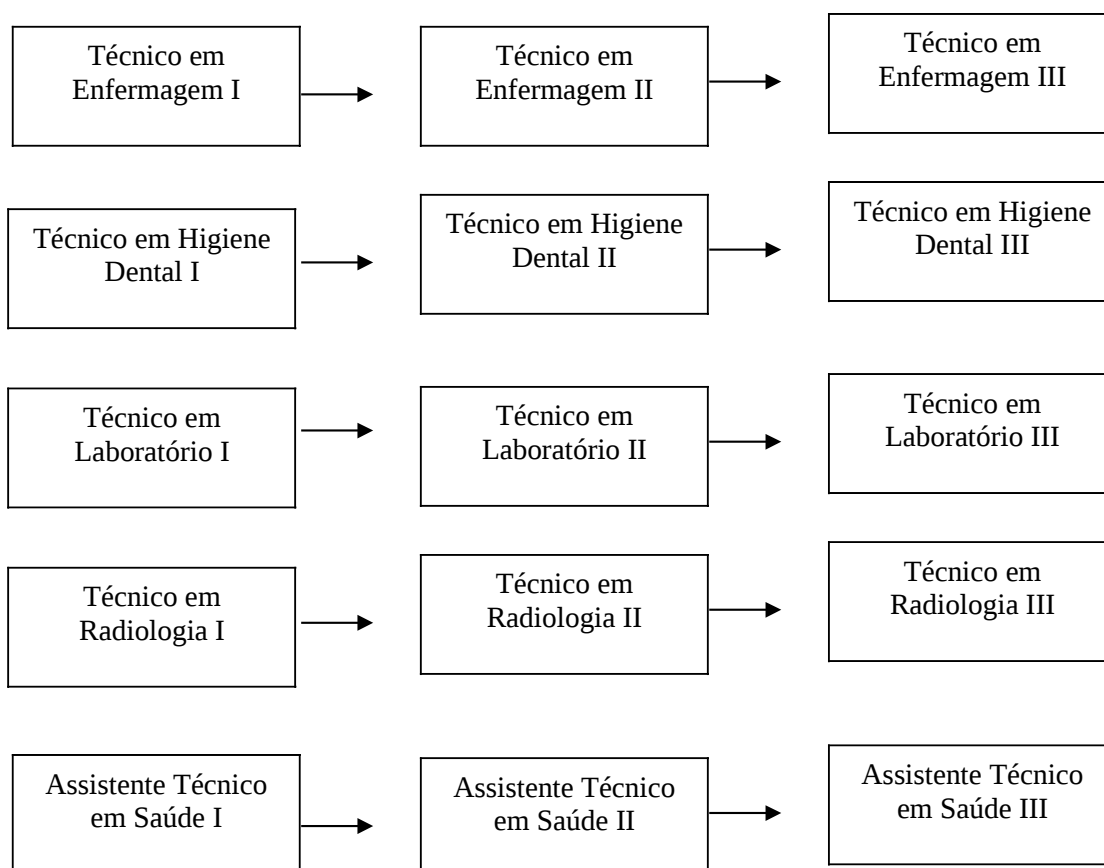 Técnico em
Enfermagem I
Técnico em
Enfermagem II
Técnico em
Enfermagem III
Técnico em Higiene
Dental I
Técnico em Higiene
Dental II
Técnico em Higiene
Dental III
Técnico em
Laboratório I
Técnico em
Laboratório II
Técnico em
Laboratório III
Técnico em
Radiologia I
Técnico em
Radiologia II
Técnico em
Radiologia III
Assistente Técnico
em Saúde I
Assistente Técnico
em Saúde II
Assistente Técnico
em Saúde III